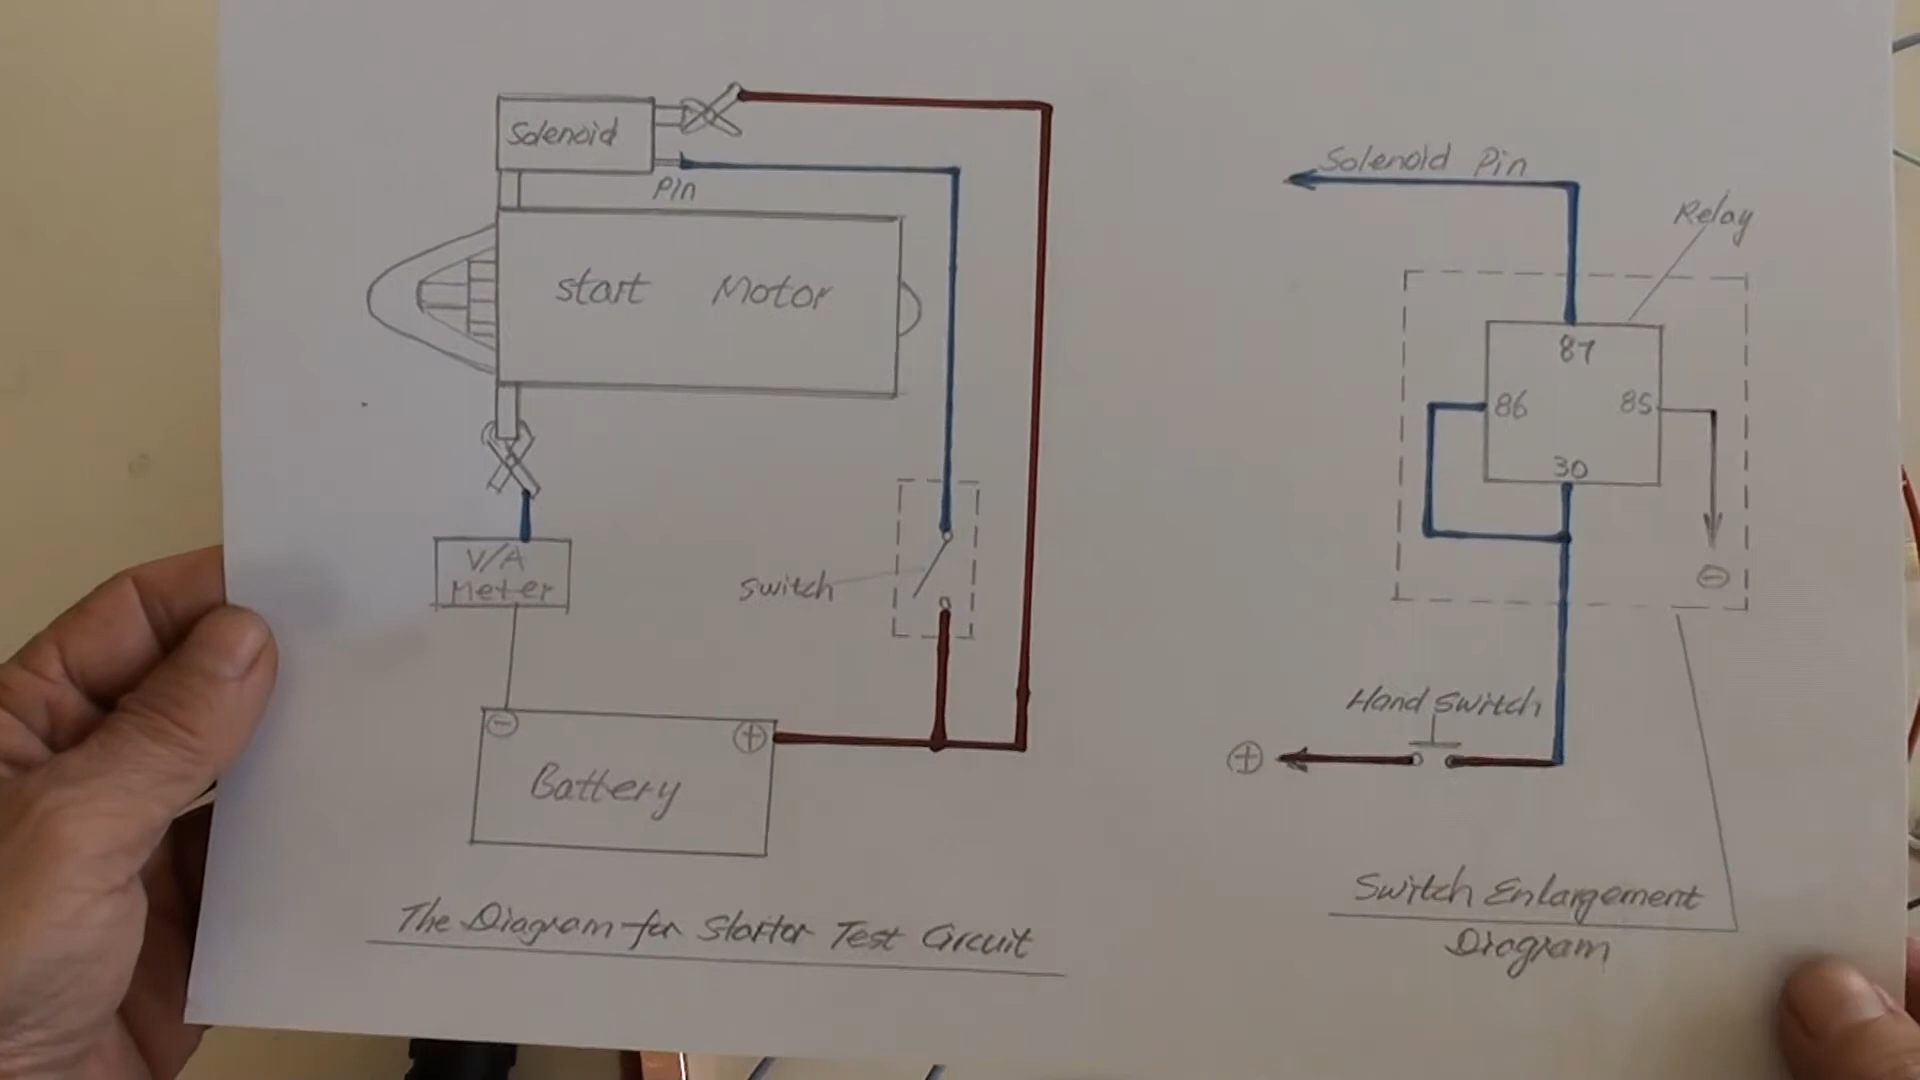 Solenoid
Pin
Start Motor
V/A
Meter
Switch
⊖
⊕
Battery
The Diagram for Startor Test Circuit
Solenoid Pin
Relay
87
86
85
30
⊖
Hand Switch
⊕
Switch Enlargement
Diagram